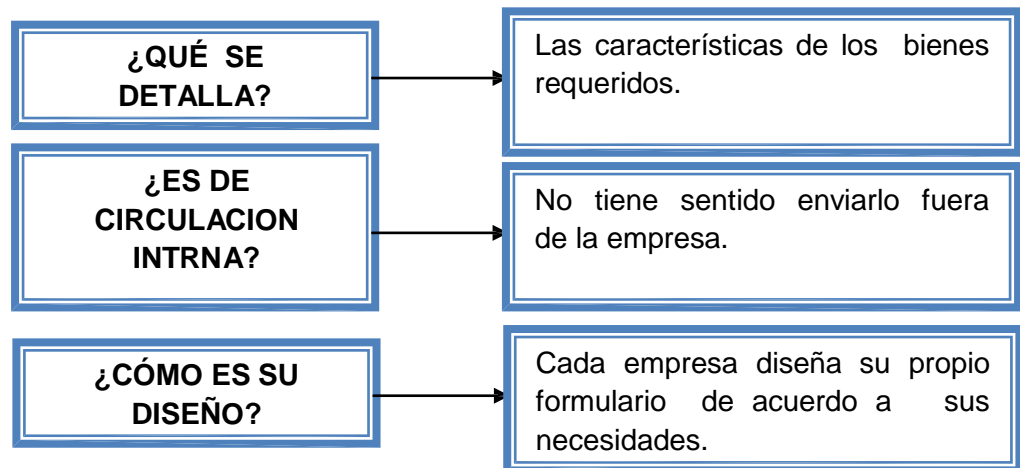 ¿QUÉ SE
DETALLA?
Las características de los bienes
requeridos.
¿ES DE
CIRCULACION
INTRNA?
No tiene sentido enviarlo fuera
de la empresa.
¿CÓMO ES SU
DISEÑO?
Cada empresa diseña su propio
formulario de acuerdo a sus
necesidades.